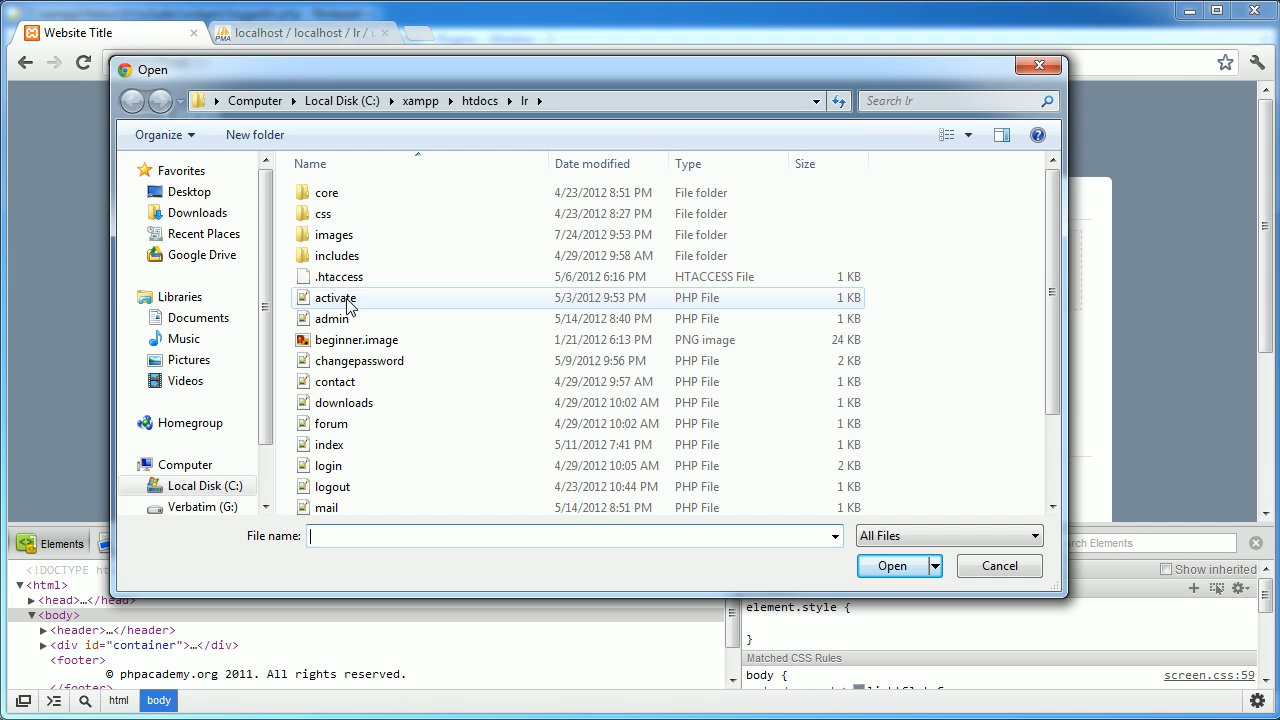 Website Title
localhost / localhost / lr /
PMA
Open
Computer
Local Disk (C:)
xampp
htdocs
lr
Search lr
Organize
New folder
Name
Date modified
Type
Size
Favorites
Desktop
Downloads
Recent Places
Google Drive
Libraries
Documents
Music
Pictures
Videos
Homegroup
Computer
Local Disk (C:)
Verbatim (G:)
core 4/23/2012 8:51 PM File folder
css 4/23/2012 8:27 PM File folder
images 7/24/2012 9:53 PM File folder
includes 4/29/2012 9:58 AM File folder
.htaccess 5/6/2012 6:16 PM HTACCESS File 1 KB
activate 5/3/2012 9:53 PM PHP File 1 KB
admin 5/14/2012 8:40 PM PHP File 1 KB
beginner.image 1/21/2012 6:13 PM PNG image 24 KB
changepassword 5/9/2012 9:56 PM PHP File 2 KB
contact 4/29/2012 9:57 AM PHP File 1 KB
downloads 4/29/2012 10:02 AM PHP File 1 KB
forum 4/29/2012 10:02 AM PHP File 1 KB
index 5/11/2012 7:41 PM PHP File 1 KB
login 4/29/2012 10:05 AM PHP File 2 KB
logout 4/23/2012 10:44 PM PHP File 1 KB
mail 5/14/2012 8:51 PM PHP File 1 KB
File name:
All Files
Open
Cancel
Elements
earch Elements
<!DOCTYPE ht
<html>
<head>…</head>
<body>
<header>…</header>
<div id="container">…</div>
<footer>
© phpacademy.org 2011. All rights reserved.
</footer>
Show inherited
element.style {
}
Matched CSS Rules
body {
screen.css:59
html
body